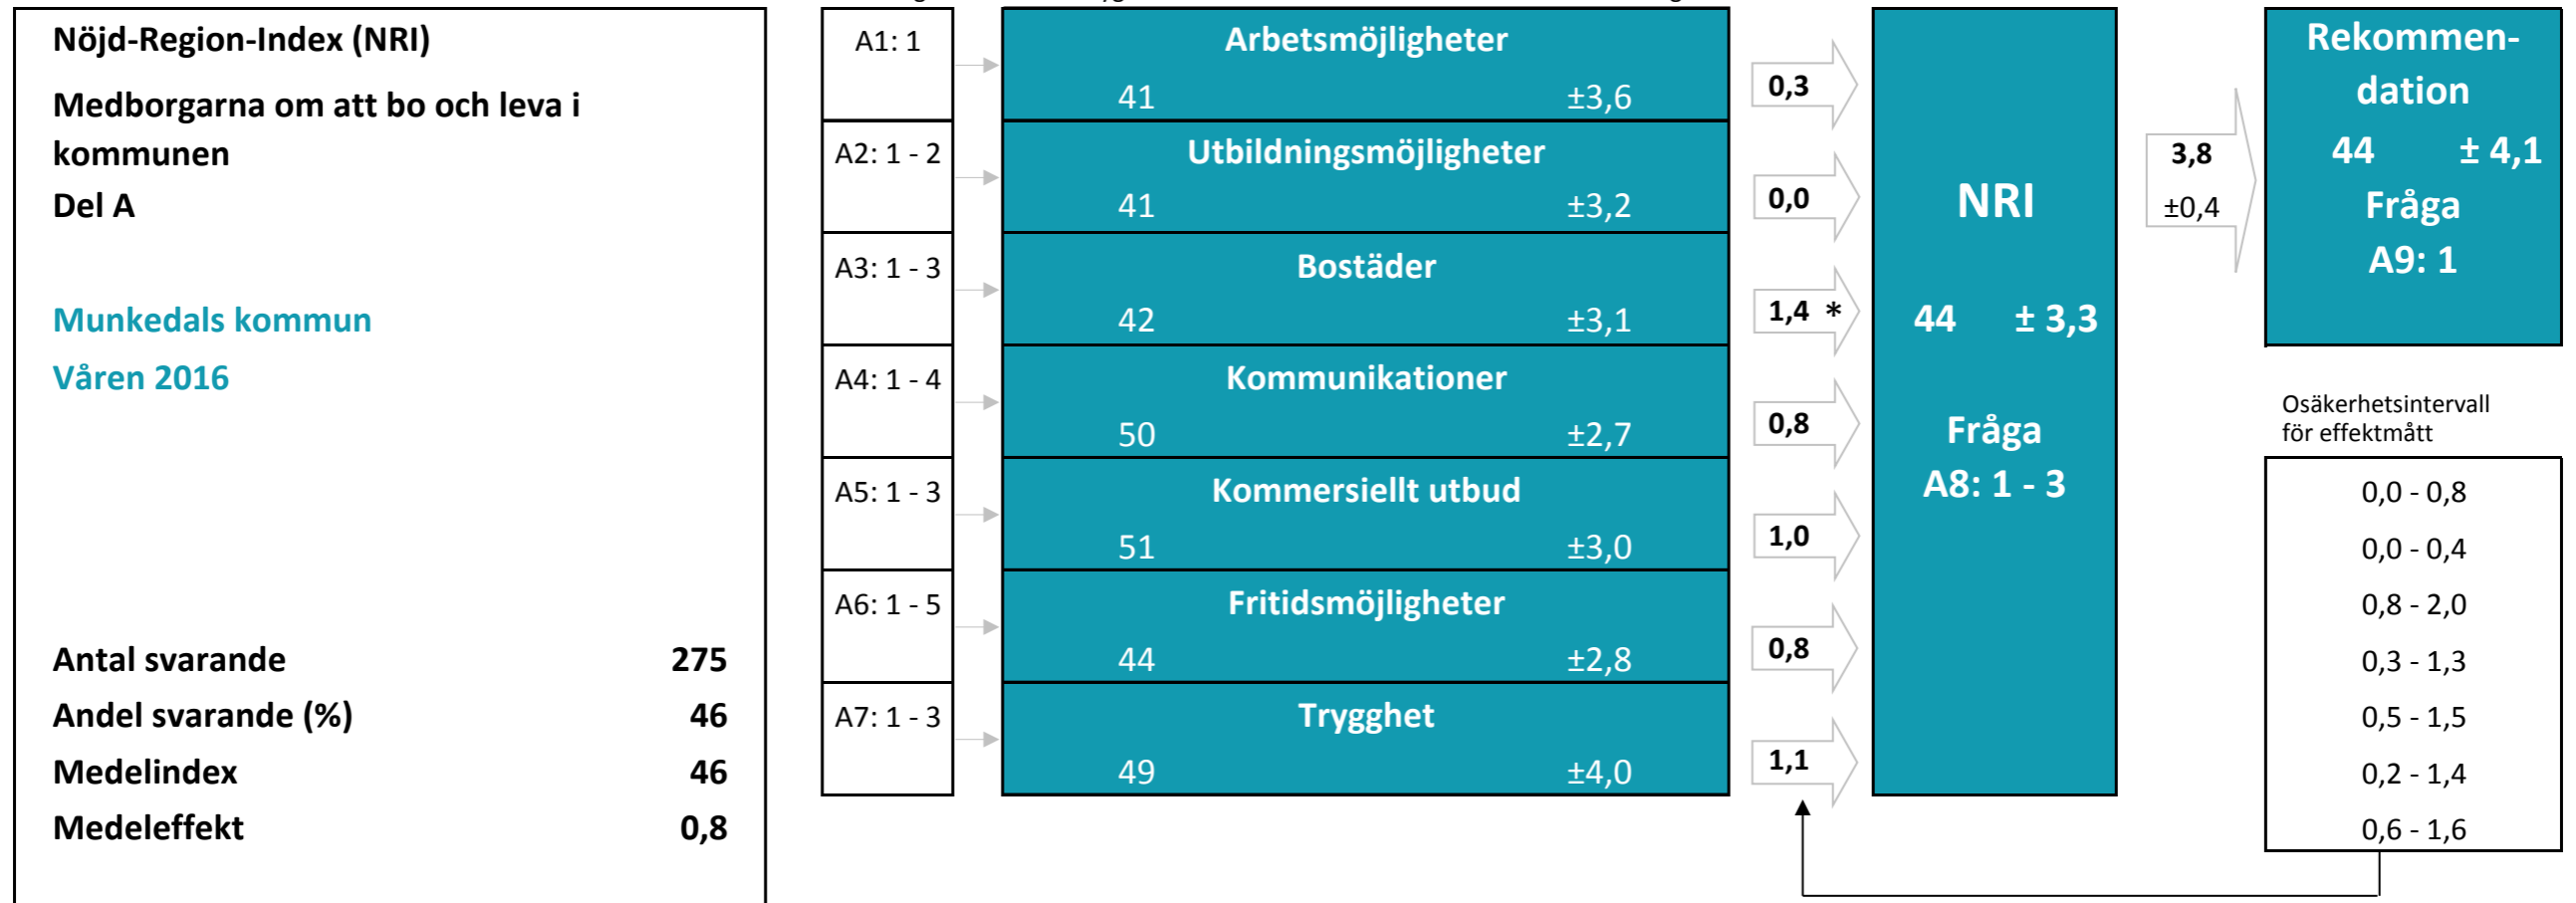 Nöjd-Region-Index (NRI)
Medborgarna om att bo och leva i
kommunen
Del A
Munkedals kommun
Våren 2016
Antal svarande 275
Andel svarande (%) 46
Medelindex 46
Medeleffekt 0,8
A1: 1
Arbetsmöjligheter
41 ±3,6
0,3
A2: 1 - 2
Utbildningsmöjligheter
41 ±3,2
0,0
A3: 1 - 3
Bostäder
42 ±3,1
1,4 *
A4: 1 - 4
Kommunikationer
50 ±2,7
0,8
A5: 1 - 3
Kommersiellt utbud
51 ±3,0
1,0
A6: 1 - 5
Fritidsmöjligheter
44 ±2,8
0,8
A7: 1 - 3
Trygghet
49 ±4,0
1,1
NRI
44 ± 3,3
Fråga
A8: 1 - 3
3,8
±0,4
Rekommen-
dation
44 ± 4,1
Fråga
A9: 1
Osäkerhetsintervall
för effektmått
0,0 - 0,8
0,0 - 0,4
0,8 - 2,0
0,3 - 1,3
0,5 - 1,5
0,2 - 1,4
0,6 - 1,6